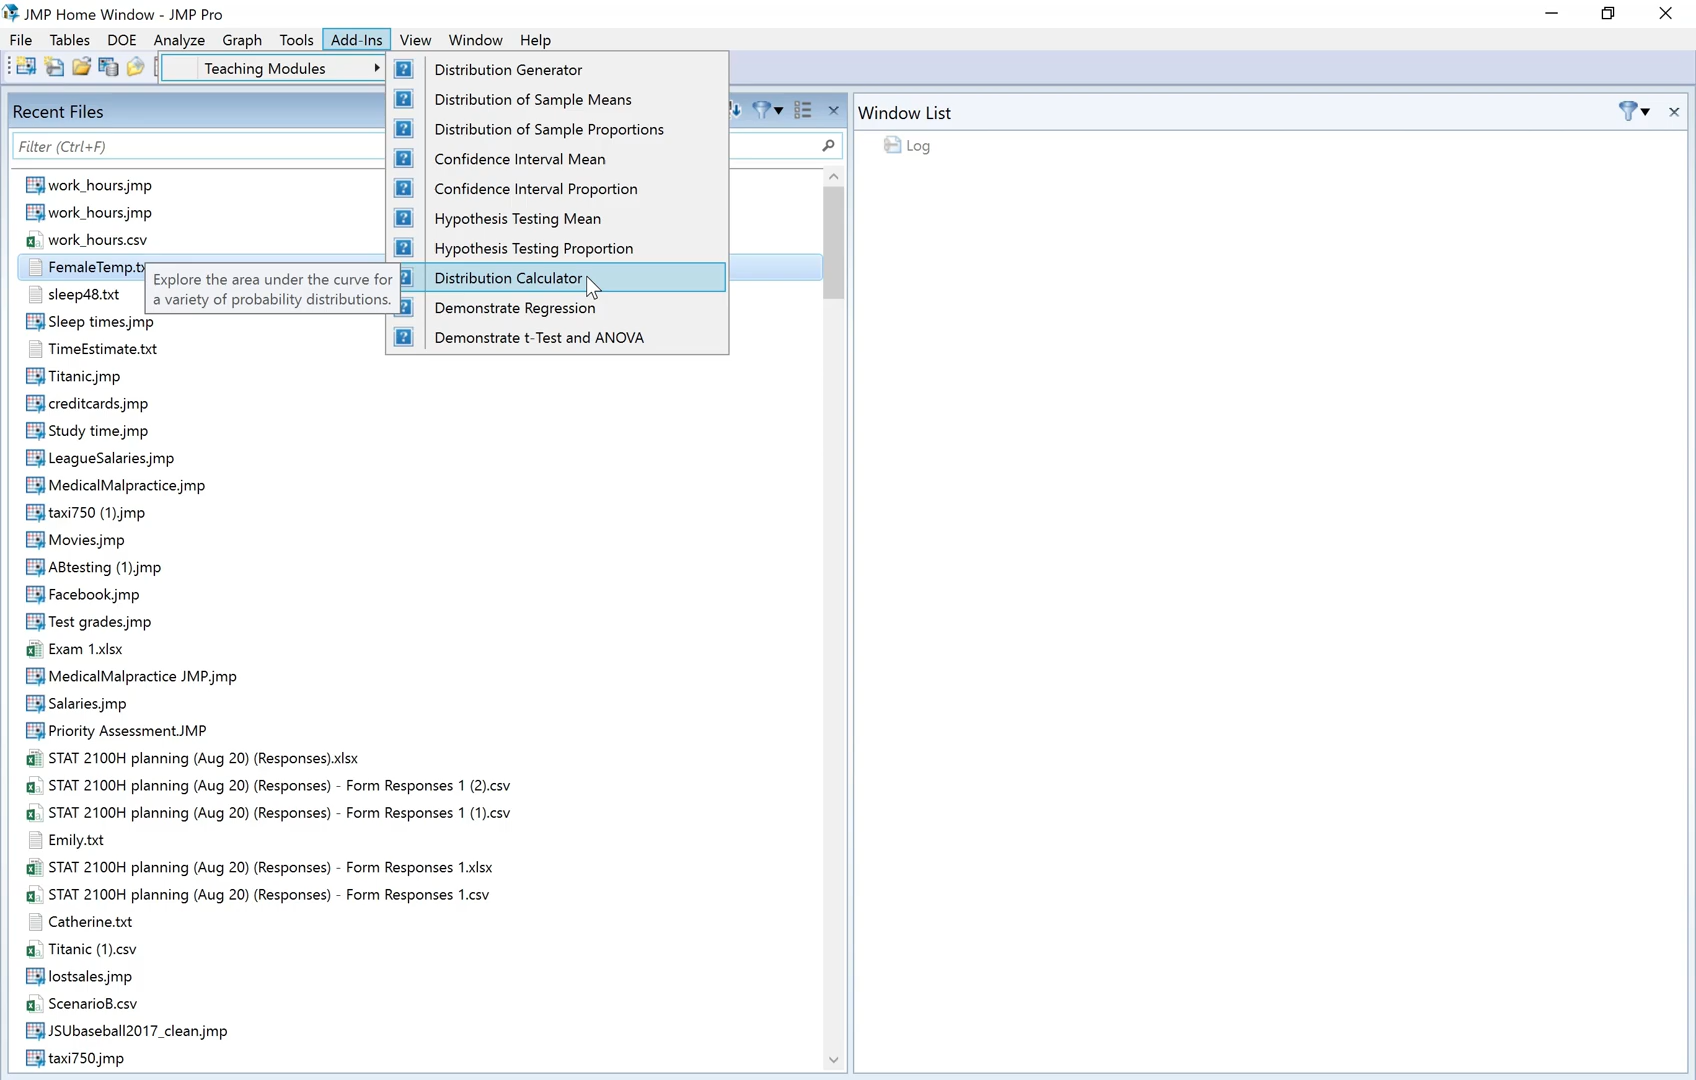 JMP Home Window - JMP Pro
File Tables DOE Analyze Graph Tools Add-Ins View Window Help
Teaching Modules
Distribution Generator
Distribution of Sample Means
Distribution of Sample Proportions
Confidence Interval Mean
Confidence Interval Proportion
Hypothesis Testing Mean
Hypothesis Testing Proportion
Distribution Calculator
Demonstrate Regression
Demonstrate t-Test and ANOVA
Explore the area under the curve for
a variety of probability distributions.
Recent Files
Filter (Ctrl+F)
work_hours.jmp
work_hours.jmp
work_hours.csv
FemaleTemp.tx
sleep48.txt
Sleep times.jmp
TimeEstimate.txt
Titanic.jmp
creditcards.jmp
Study time.jmp
LeagueSalaries.jmp
MedicalMalpractice.jmp
taxi750 (1).jmp
Movies.jmp
ABtesting (1).jmp
Facebook.jmp
Test grades.jmp
Exam 1.xlsx
MedicalMalpractice JMP.jmp
Salaries.jmp
Priority Assessment.JMP
STAT 2100H planning (Aug 20) (Responses).xlsx
STAT 2100H planning (Aug 20) (Responses) - Form Responses 1 (2).csv
STAT 2100H planning (Aug 20) (Responses) - Form Responses 1 (1).csv
Emily.txt
STAT 2100H planning (Aug 20) (Responses) - Form Responses 1.xlsx
STAT 2100H planning (Aug 20) (Responses) - Form Responses 1.csv
Catherine.txt
Titanic (1).csv
lostsales.jmp
ScenarioB.csv
JSUbaseball2017_clean.jmp
taxi750.jmp
Window List
Log